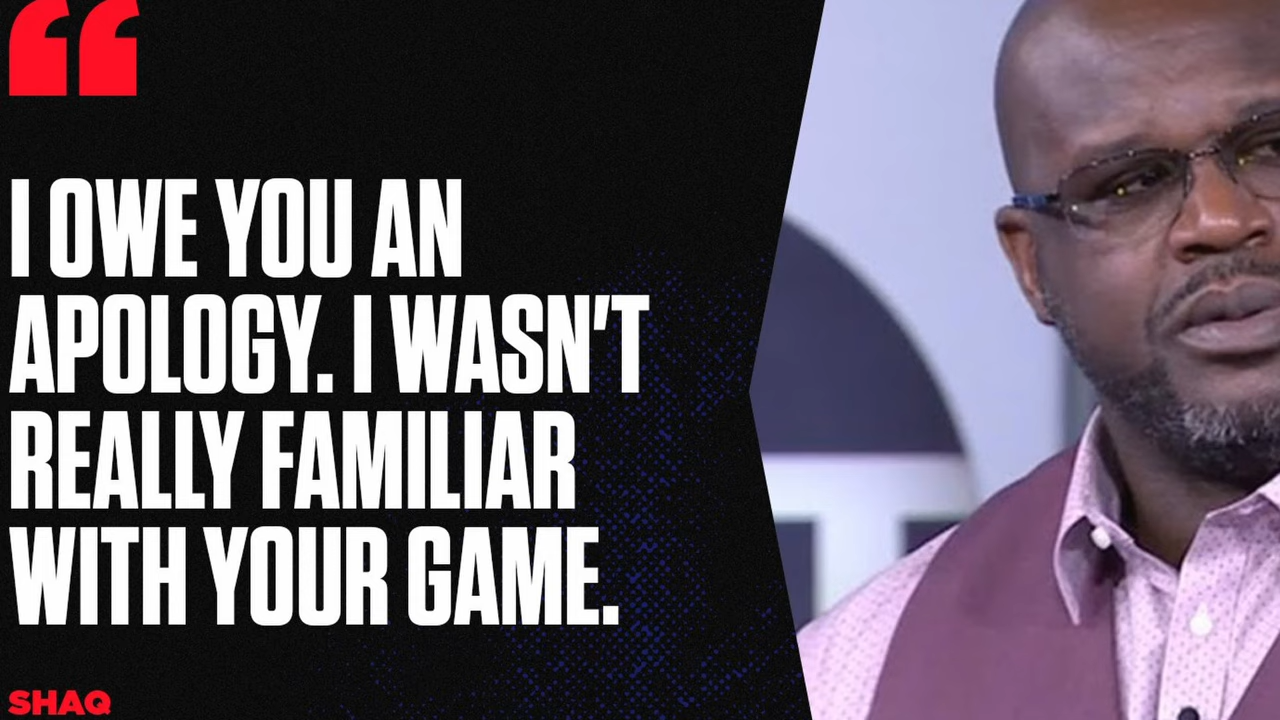 I OWE YOU AN
APOLOGY. I WASN'T
REALLY FAMILIAR
WITH YOUR GAME.
SHAQ